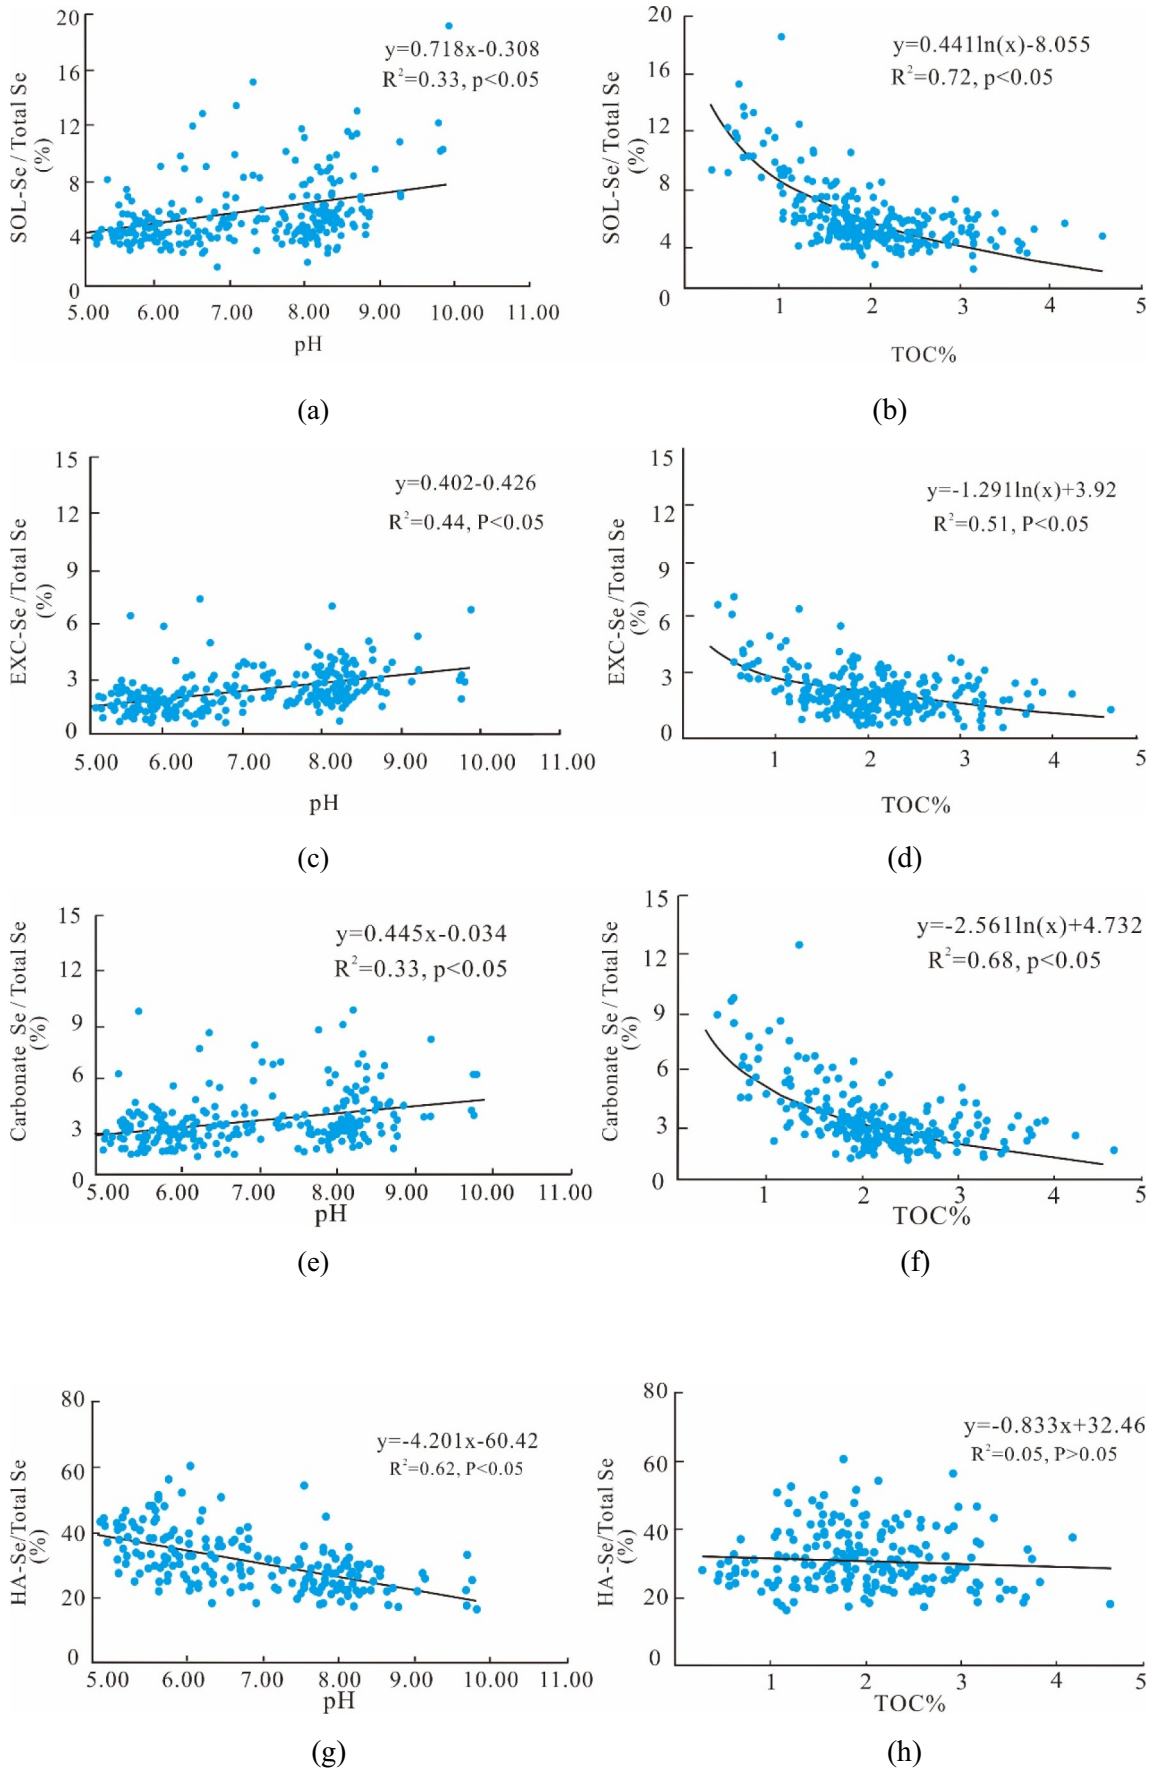 20
16
12
8
4
0
SOL-Se / Total Se
(%)
y=0.718x-0.308
R²=0.33, p<0.05
5.00 6.00 7.00 8.00 9.00 10.00 11.00
pH
(a)
20
16
12
8
4
0
SOL-Se / Total Se
(%)
y=0.441ln(x)-8.055
R²=0.72, p<0.05
1 2 3 4 5
TOC%
(b)
15
12
9
6
3
0
EXC-Se /Total Se
(%)
y=0.402-0.426
R²=0.44, P<0.05
5.00 6.00 7.00 8.00 9.00 10.00 11.00
pH
(c)
15
12
9
6
3
0
EXC-Se/Total Se
(%)
y=-1.291ln(x)+3.92
R²=0.51, P<0.05
1 2 3 4 5
TOC%
(d)
15
12
9
6
3
0
Carbonate Se / Total Se
(%)
y=0.445x-0.034
R²=0.33, p<0.05
5.00 6.00 7.00 8.00 9.00 10.00 11.00
pH
(e)
15
12
9
6
3
0
Carbonate Se/Total Se
(%)
y=-2.561ln(x)+4.732
R²=0.68, p<0.05
1 2 3 4 5
TOC%
(f)
80
60
40
20
0
HA-Se/Total Se
(%)
y=-4.201x-60.42
R²=0.62, P<0.05
5.00 6.00 7.00 8.00 9.00 10.00 11.00
pH
(g)
80
60
40
20
0
HA-Se/Total Se
(%)
y=-0.833x+32.46
R²=0.05, P>0.05
1 2 3 4 5
TOC%
(h)